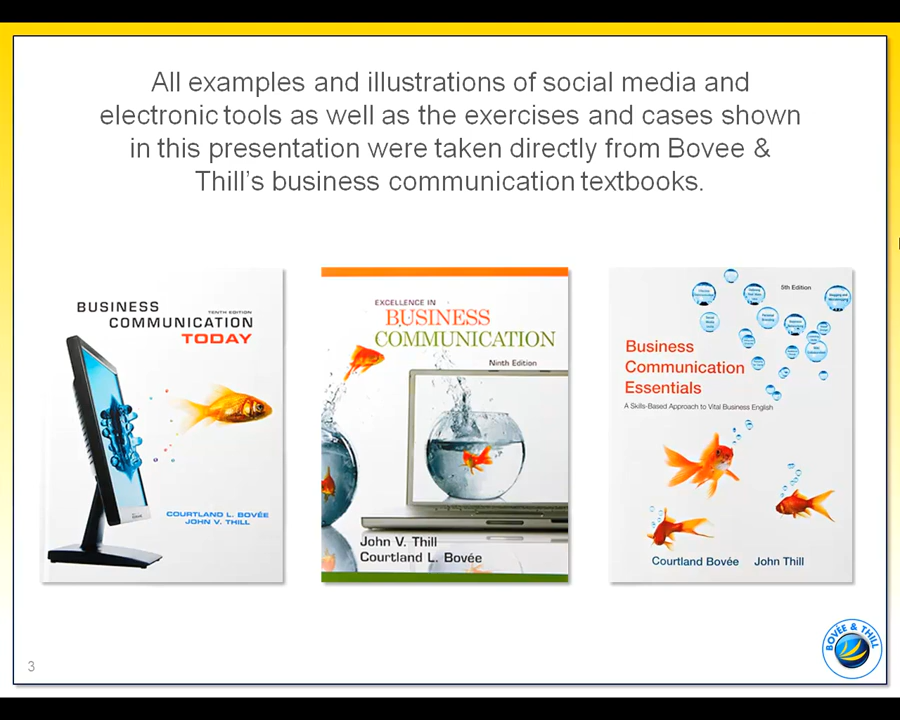 All examples and illustrations of social media and
electronic tools as well as the exercises and cases shown
in this presentation were taken directly from Bovee &
Thill’s business communication textbooks.
BUSINESS
TENTH EDITION
COMMUNICATION
TODAY
COURTLAND L. BOVÉE
JOHN V. THILL
EXCELLENCE IN
BUSINESS
COMMUNICATION
Ninth Edition
John V. Thill
Courtland L. Bovée
5th Edition
Business
Communication
Essentials
A Skills-Based Approach to Vital Business English
Courtland Bovée John Thill
3
BOVÉE & THILL